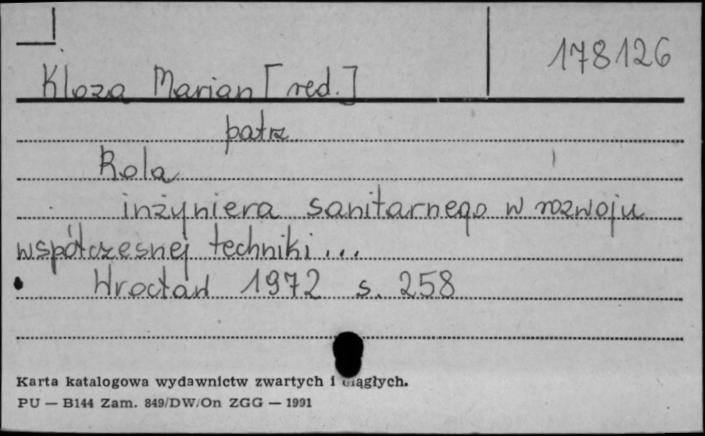 178126
Kloza Marian [red.]
patrz
Rola
inżyniera sanitarnego w rozwoju
współczesnej techniki ...
Wrocław 1972 s. 258
Karta katalogowa wydawnictw zwartych i ciągłych.
PU — B144 Zam. 849/DW/On ZGG — 1991